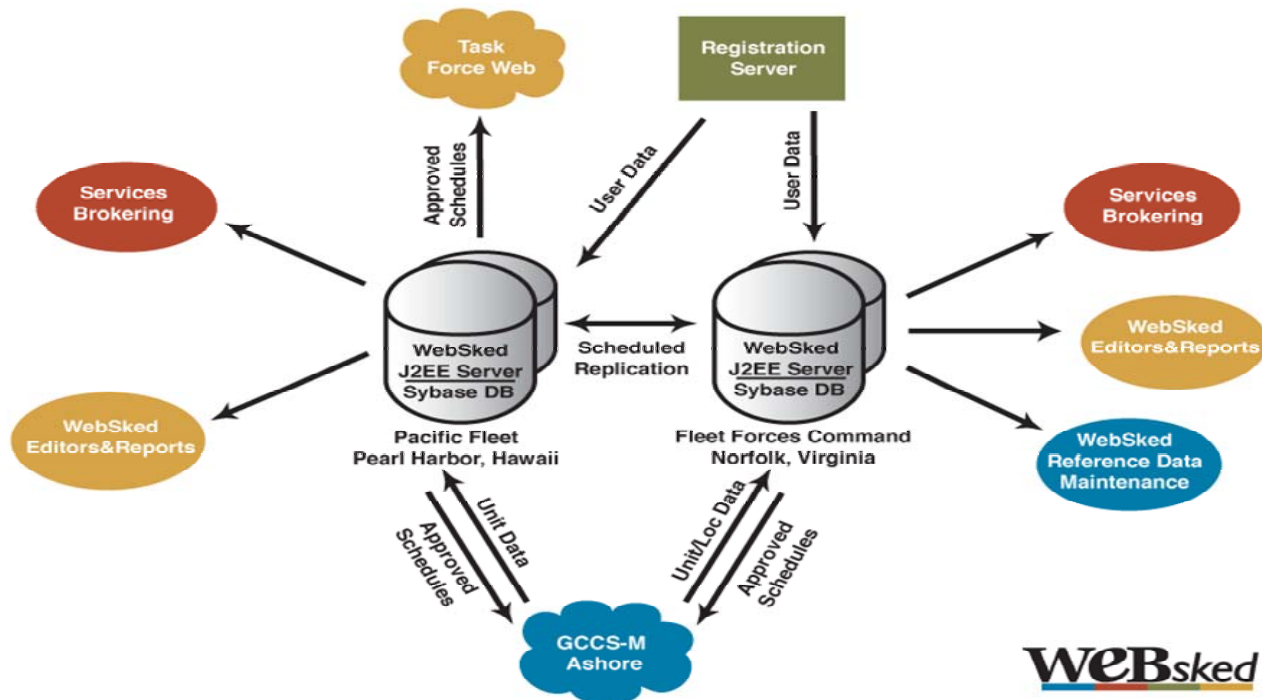 Task
Force Web
Registration
Server
Approved
Schedules
User Data
User Data
Services
Brokering
Services
Brokering
WebSked
J2EE Server
Sybase DB
Scheduled
Replication
WebSked
J2EE Server
Sybase DB
WebSked
Editors&Reports
WebSked
Editors&Reports
Pacific Fleet
Pearl Harbor, Hawaii
Fleet Forces Command
Norfolk, Virginia
WebSked
Reference Data
Maintenance
Approved
Schedules
Unit Data
Unit/Loc Data
Approved
Schedules
GCCS-M
Ashore
WeBsked